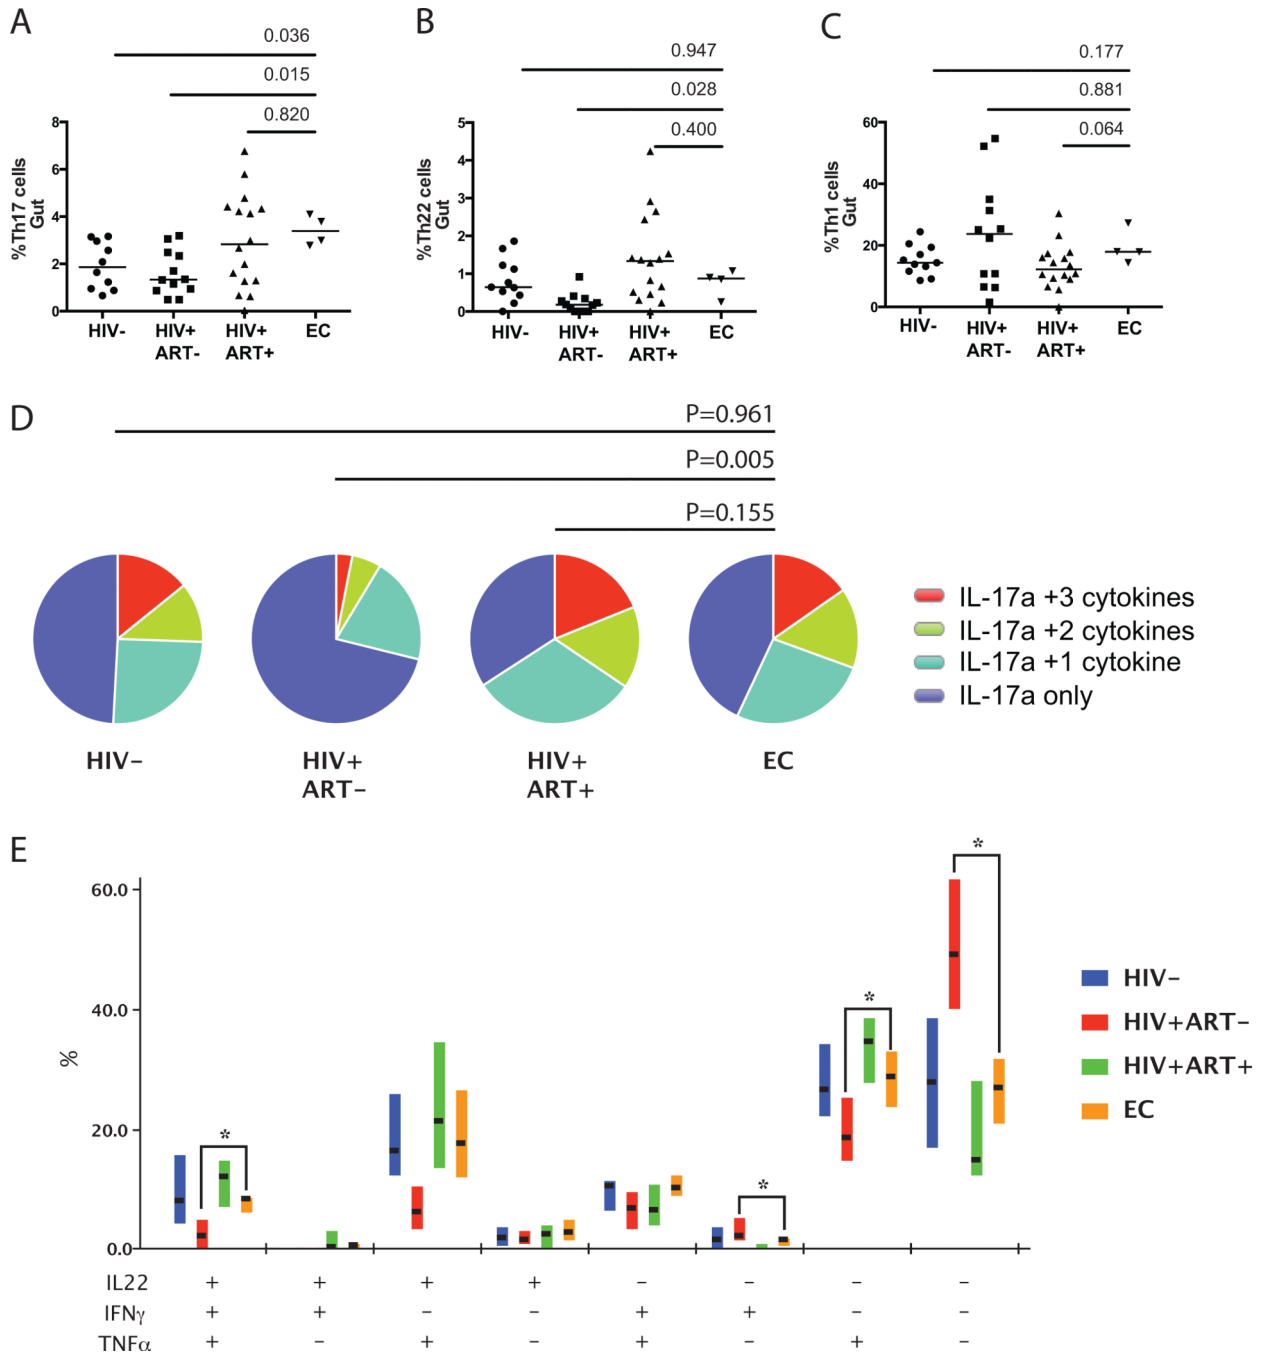 A
B
C
0.036
0.015
0.820
0.947
0.028
0.400
0.177
0.881
0.064
%Th17 cells
Gut
8
6
4
2
0
HIV-
HIV+
ART-
HIV+
ART+
EC
%Th22 cells
Gut
5
4
3
2
1
0
HIV-
HIV+
ART-
HIV+
ART+
EC
%Th1 cells
Gut
60
40
20
0
HIV-
HIV+
ART-
HIV+
ART+
EC
D
P=0.961
P=0.005
P=0.155
HIV–
HIV+
ART–
HIV+
ART+
EC
IL-17a +3 cytokines
IL-17a +2 cytokines
IL-17a +1 cytokine
IL-17a only
E
%
60.0
40.0
20.0
0.0
* * * *
HIV–
HIV+ART–
HIV+ART+
EC
IL22 + + + + – – – –
IFNγ + + – – + + – –
TNFα + – + – + – + –